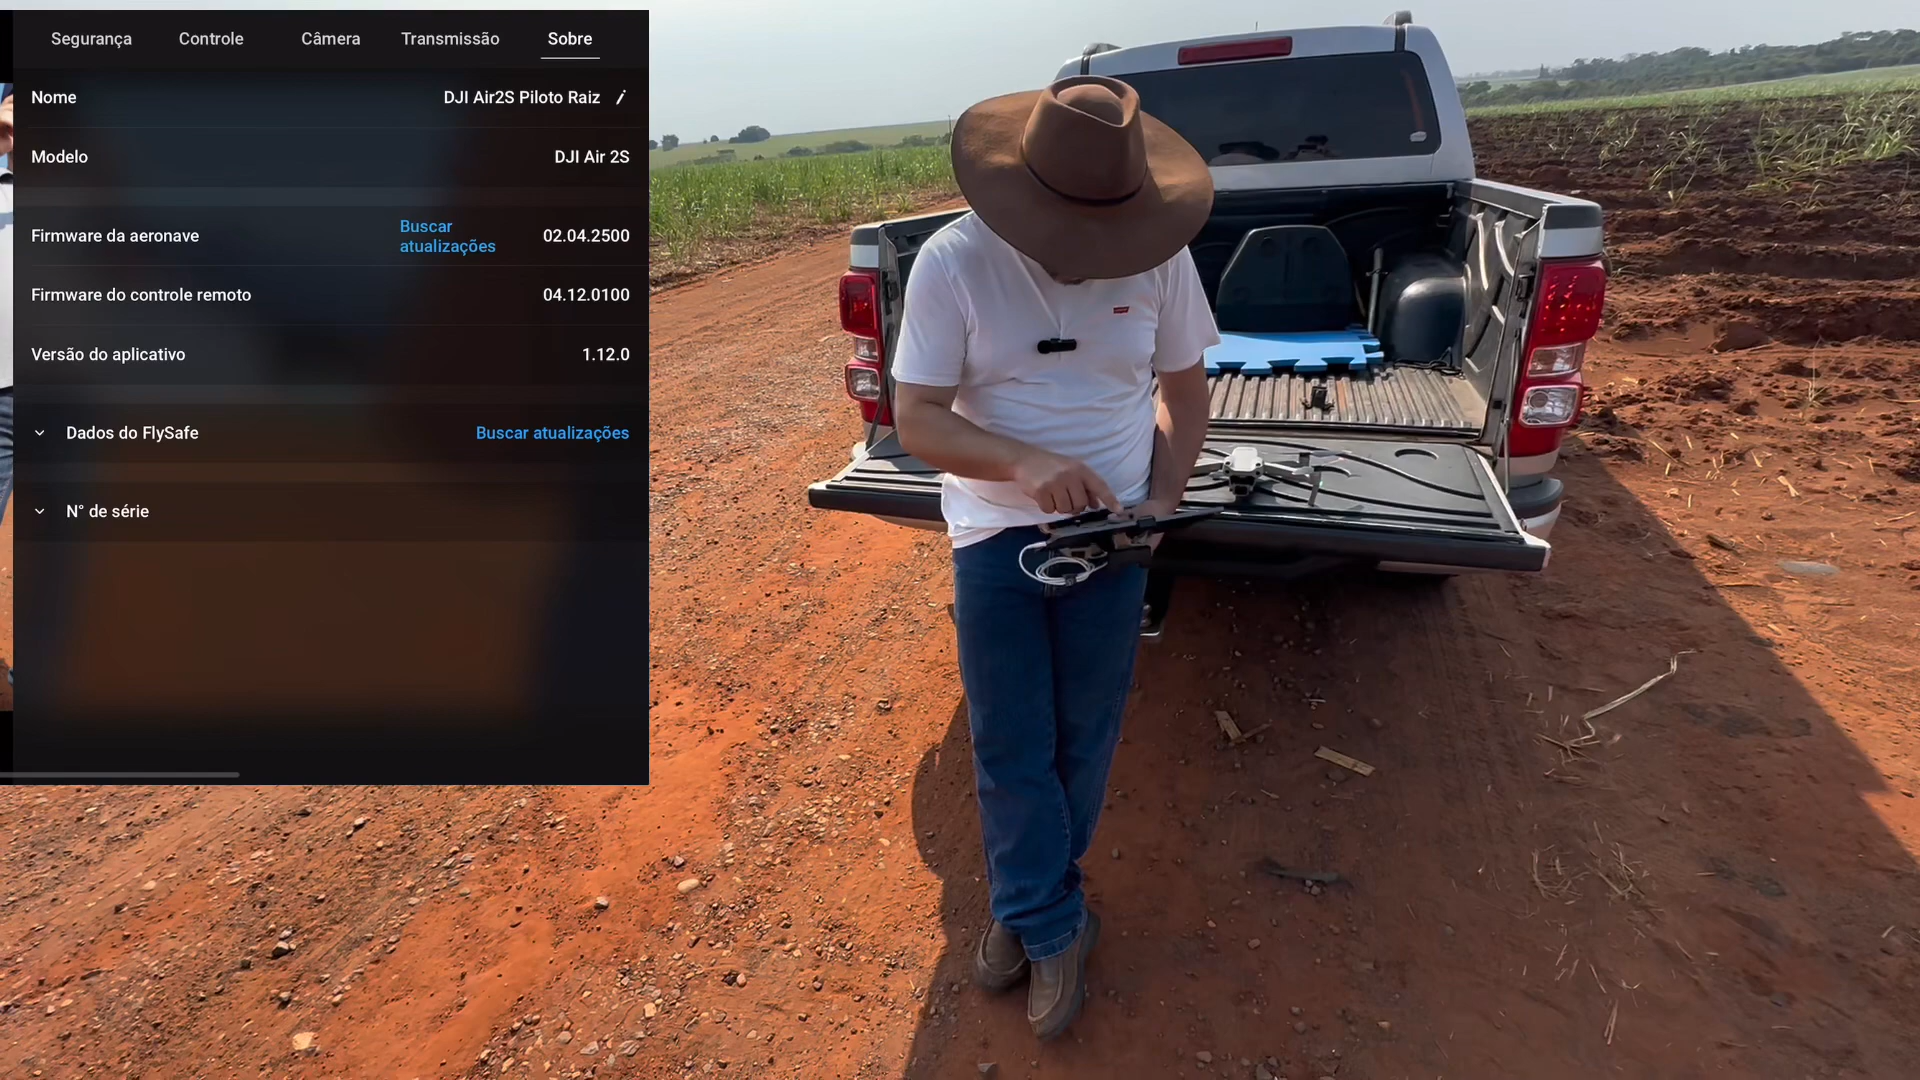 Segurança Controle Câmera Transmissão Sobre
Nome DJI Air2S Piloto Raiz
Modelo DJI Air 2S
Firmware da aeronave Buscar atualizações 02.04.2500
Firmware do controle remoto 04.12.0100
Versão do aplicativo 1.12.0
Dados do FlySafe Buscar atualizações
N° de série